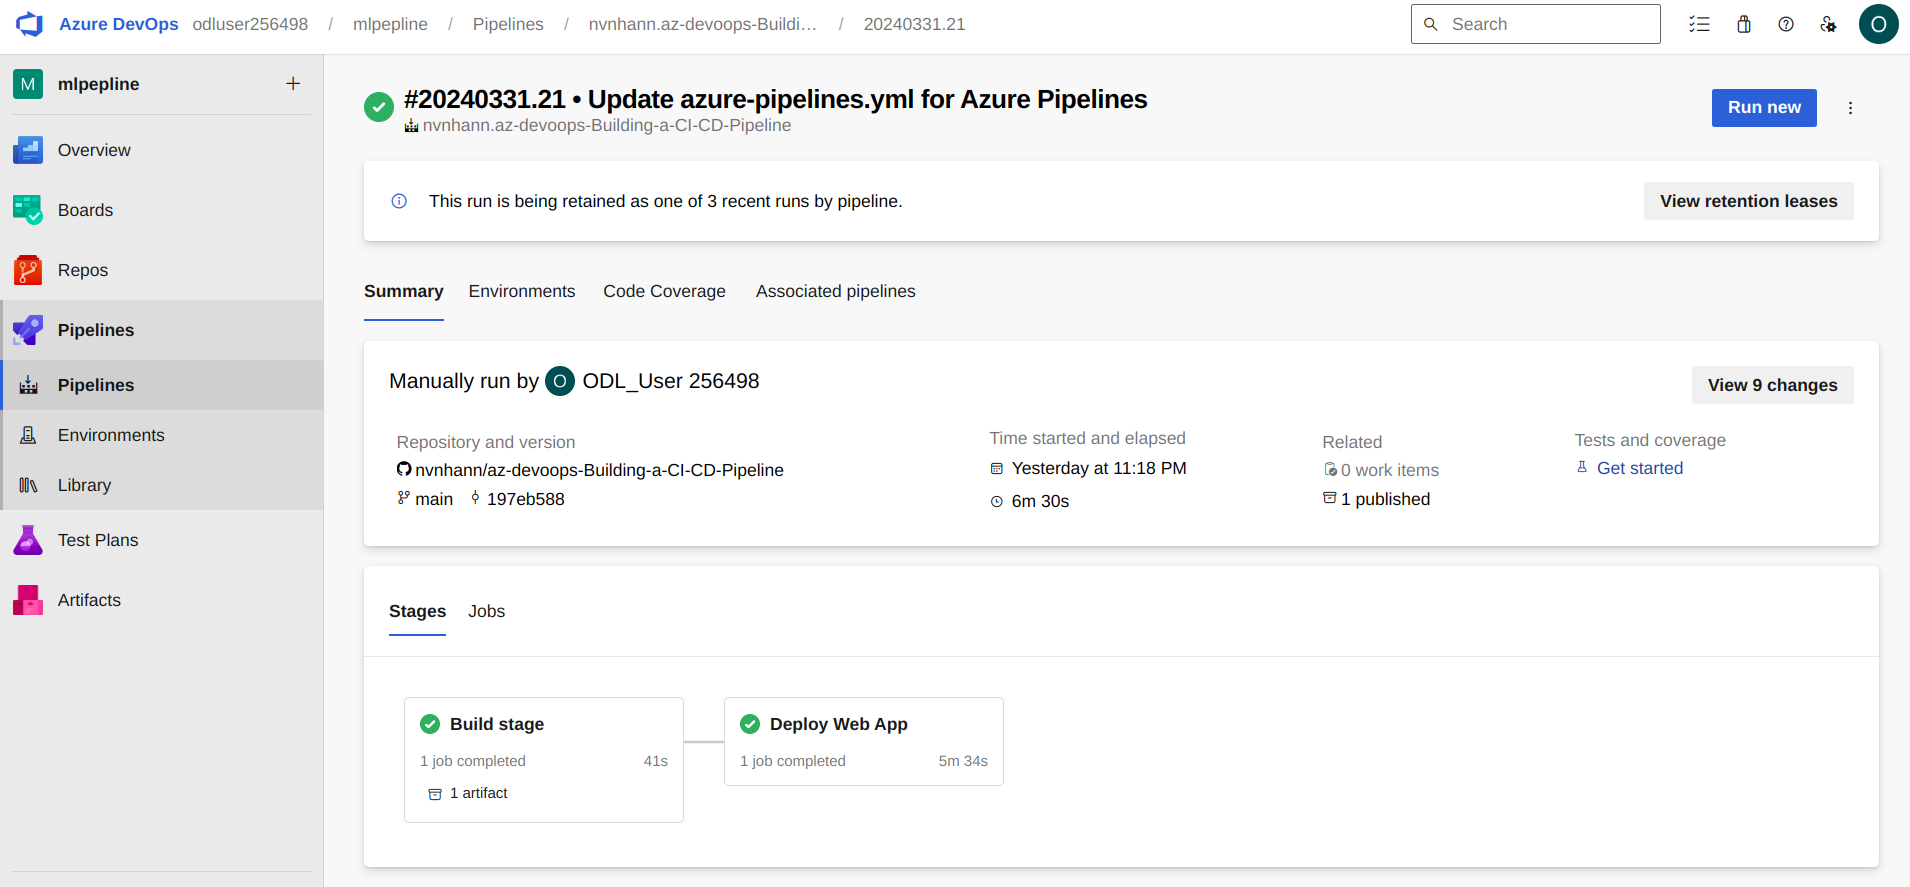 Azure DevOps odluser256498 / mlpepline / Pipelines / nvnhann.az-devoops-Buildi… / 20240331.21
Search
O
M mlpepline +
Overview
Boards
Repos
Pipelines
Pipelines
Environments
Library
Test Plans
Artifacts
#20240331.21 • Update azure-pipelines.yml for Azure Pipelines
nvnhann.az-devoops-Building-a-CI-CD-Pipeline
Run new
This run is being retained as one of 3 recent runs by pipeline.
View retention leases
Summary Environments Code Coverage Associated pipelines
Manually run by O ODL_User 256498
View 9 changes
Repository and version
nvnhann/az-devoops-Building-a-CI-CD-Pipeline
main 197eb588
Time started and elapsed
Yesterday at 11:18 PM
6m 30s
Related
0 work items
1 published
Tests and coverage
Get started
Stages Jobs
Build stage
1 job completed 41s
1 artifact
Deploy Web App
1 job completed 5m 34s